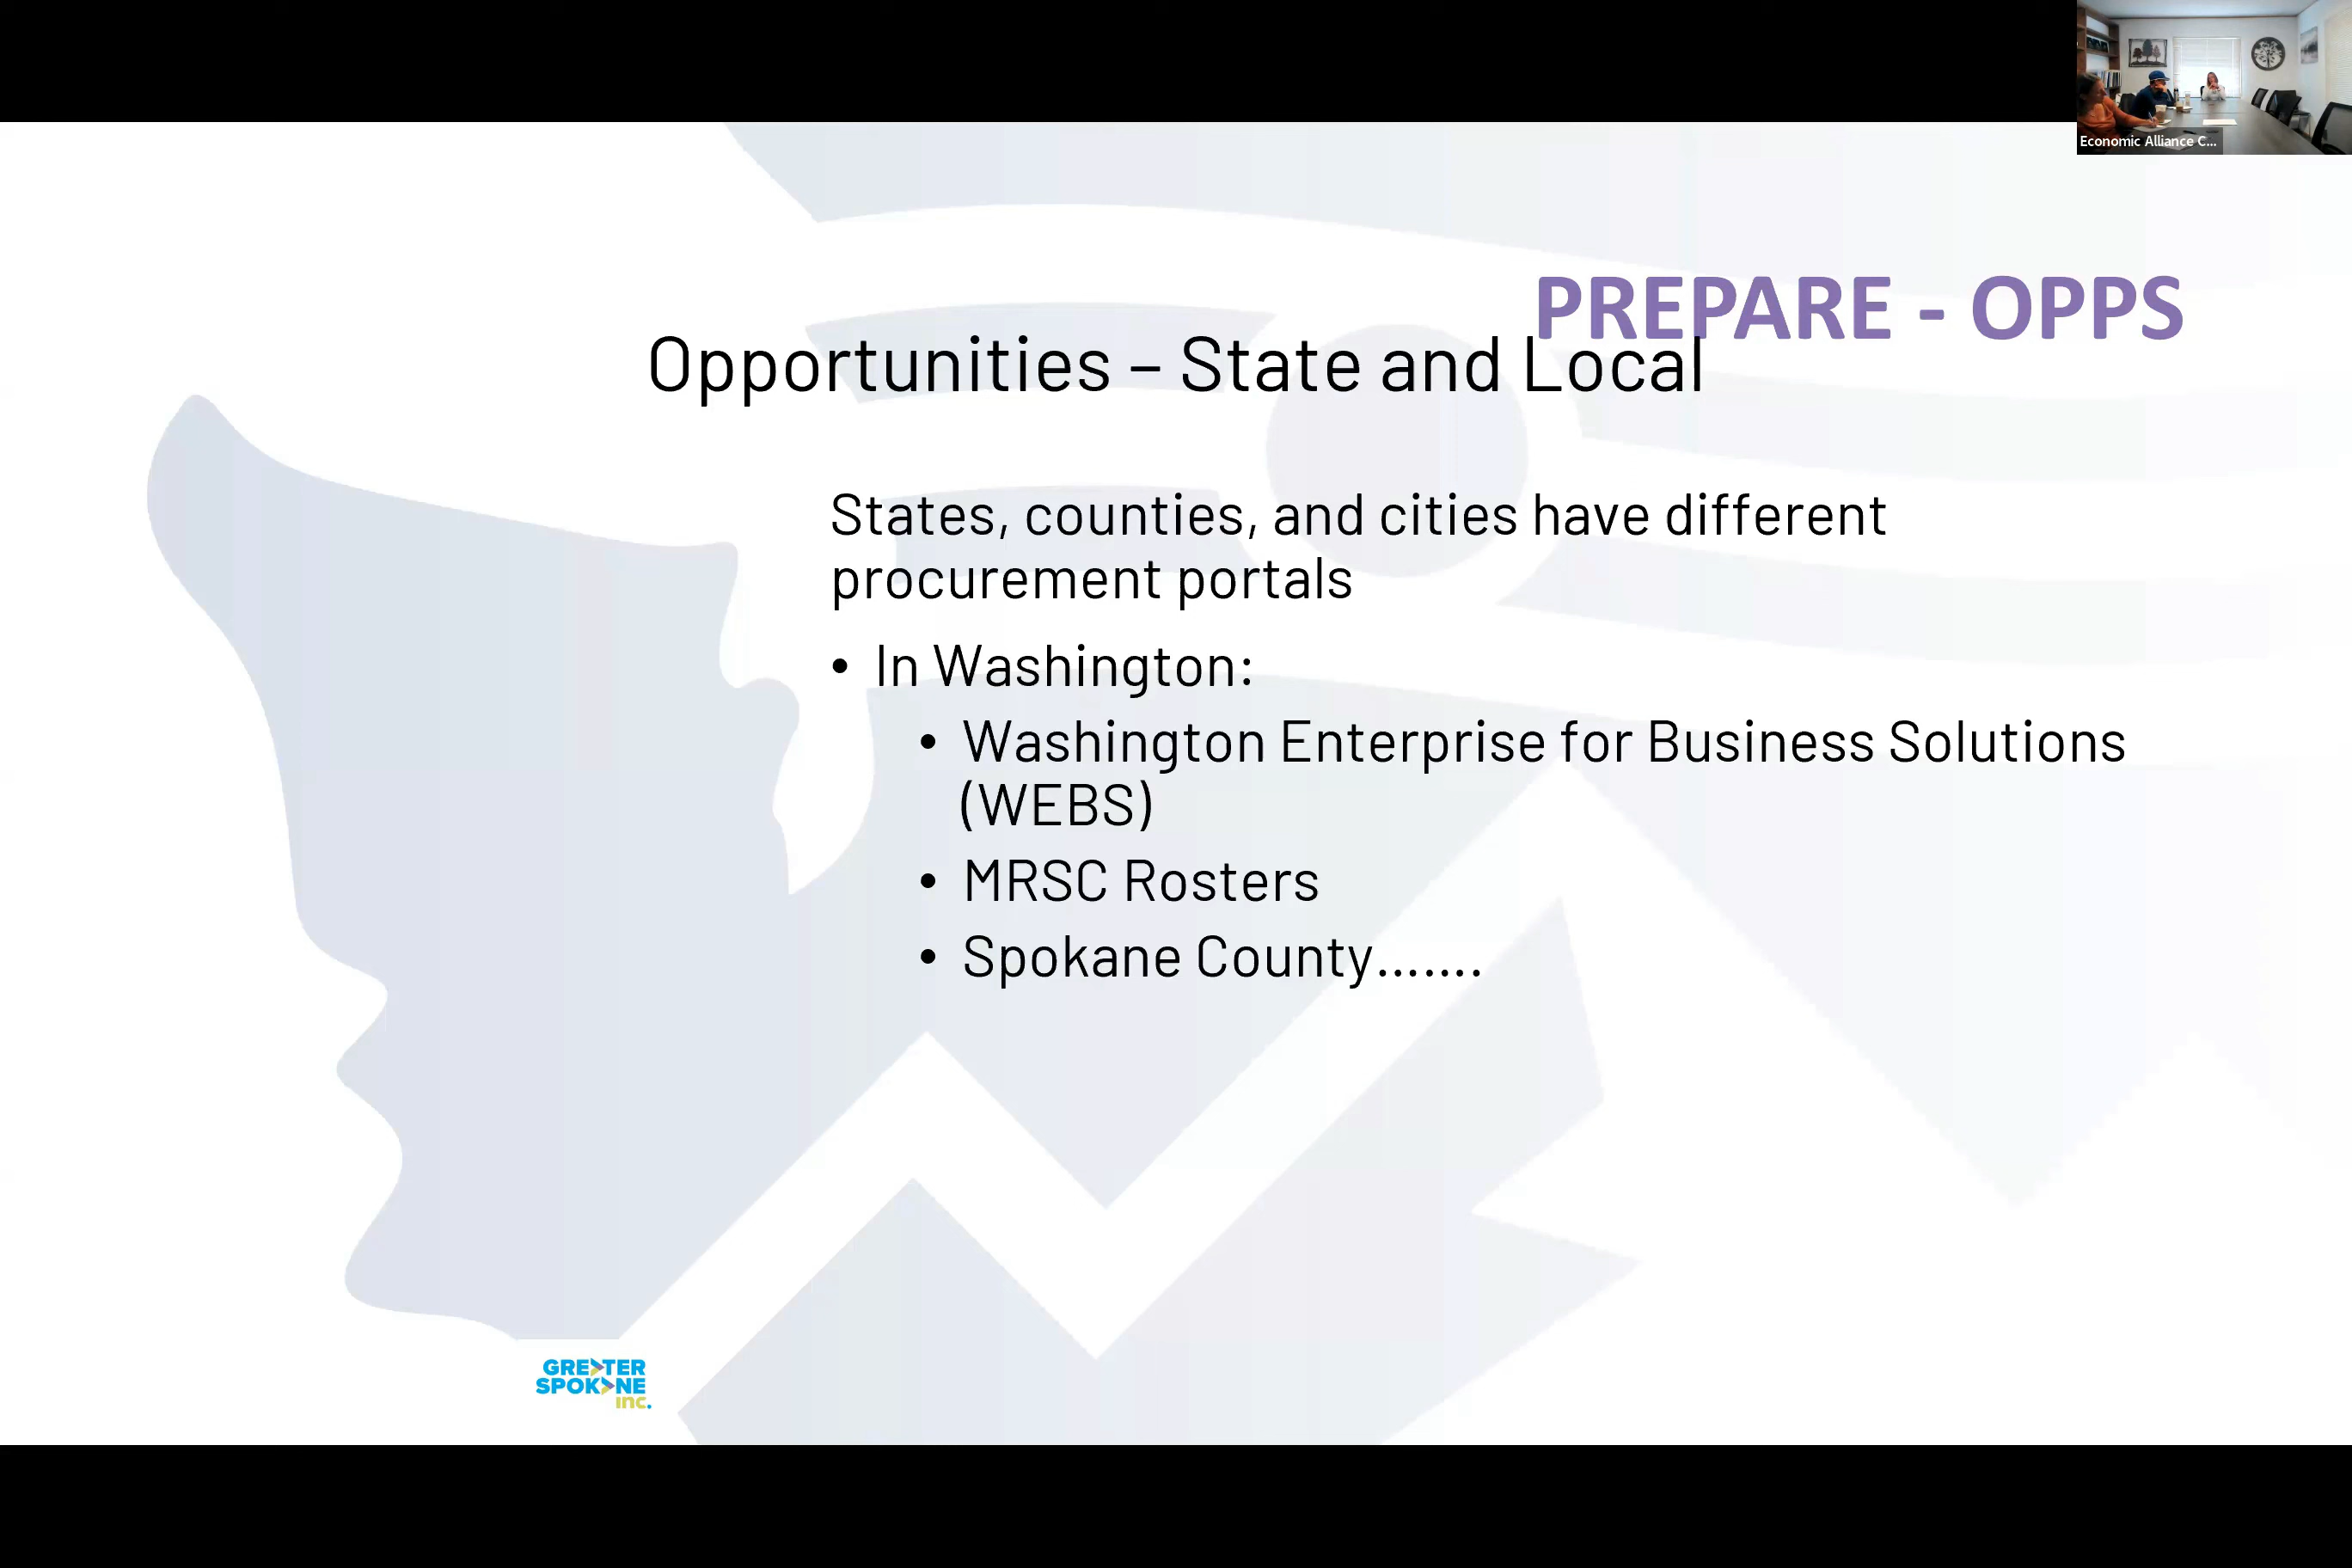 Economic Alliance C...
PREPARE - OPPS
Opportunities – State and Local
States, counties, and cities have different
procurement portals
• In Washington:
• Washington Enterprise for Business Solutions
(WEBS)
• MRSC Rosters
• Spokane County.......
GREATER
SPOKANE
inc.